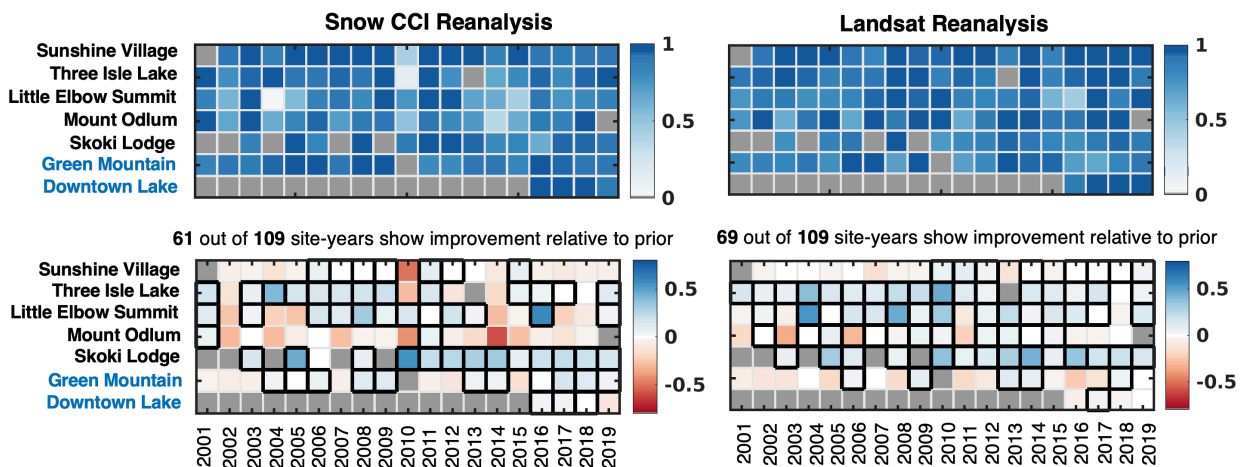 Snow CCI Reanalysis
Landsat Reanalysis
Sunshine Village
Three Isle Lake
Little Elbow Summit
Mount Odlum
Skoki Lodge
Green Mountain
Downtown Lake
1
0.5
0
1
0.5
0
61 out of 109 site-years show improvement relative to prior
69 out of 109 site-years show improvement relative to prior
Sunshine Village
Three Isle Lake
Little Elbow Summit
Mount Odlum
Skoki Lodge
Green Mountain
Downtown Lake
0.5
0
-0.5
0.5
0
-0.5
2001 2002 2003 2004 2005 2006 2007 2008 2009 2010 2011 2012 2013 2014 2015 2016 2017 2018 2019
2001 2002 2003 2004 2005 2006 2007 2008 2009 2010 2011 2012 2013 2014 2015 2016 2017 2018 2019